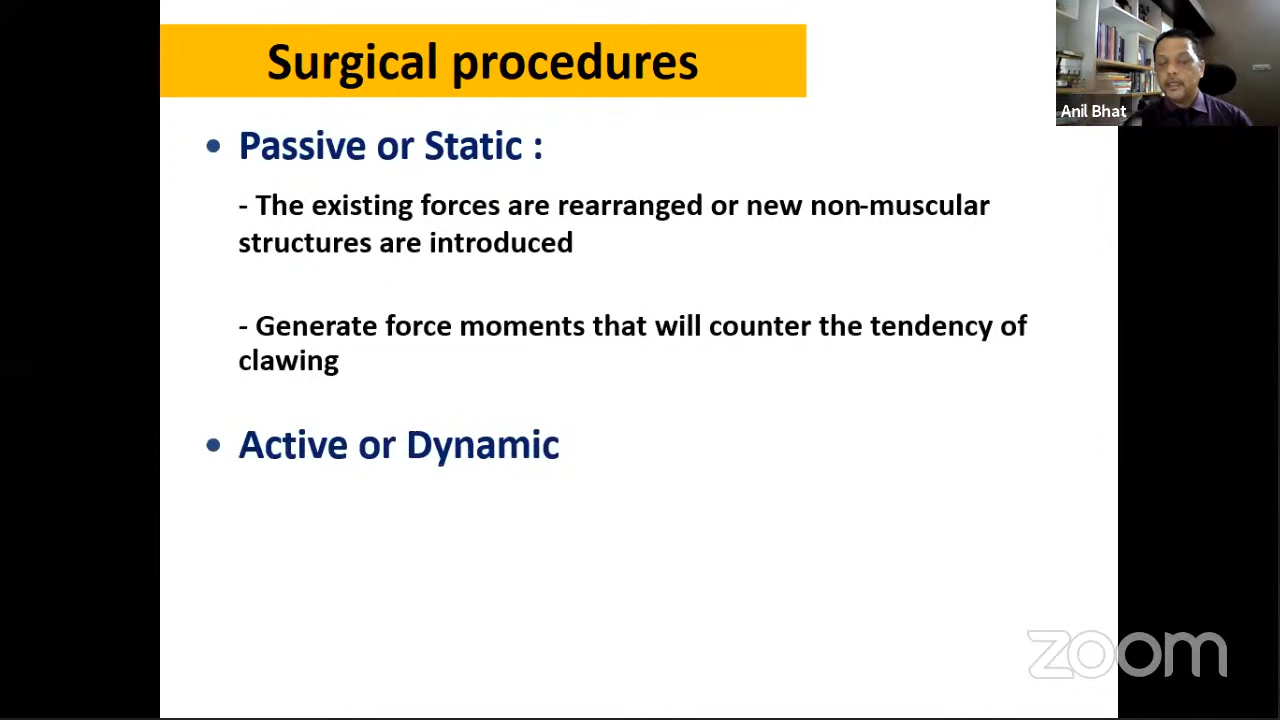 Surgical procedures
Anil Bhat
• Passive or Static :
- The existing forces are rearranged or new non-muscular
structures are introduced
- Generate force moments that will counter the tendency of
clawing
• Active or Dynamic
zoom